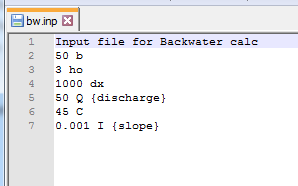 bw.inp
1 Input file for Backwater calc
2 50 b
3 3 ho
4 1000 dx
5 50 Q {discharge}
6 45 C
7 0.001 I {slope}